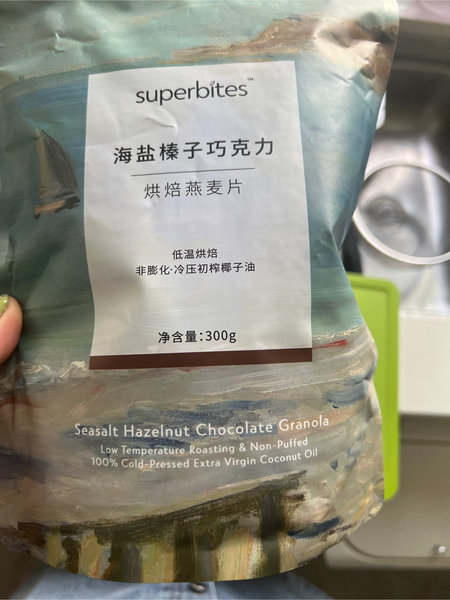 superbites™
海盐榛子巧克力
烘焙燕麦片
低温烘焙
非膨化·冷压初榨椰子油
净含量:300g
Seasalt Hazelnut Chocolate Granola
Low Temperature Roasting & Non-Puffed
100% Cold-Pressed Extra Virgin Coconut Oil